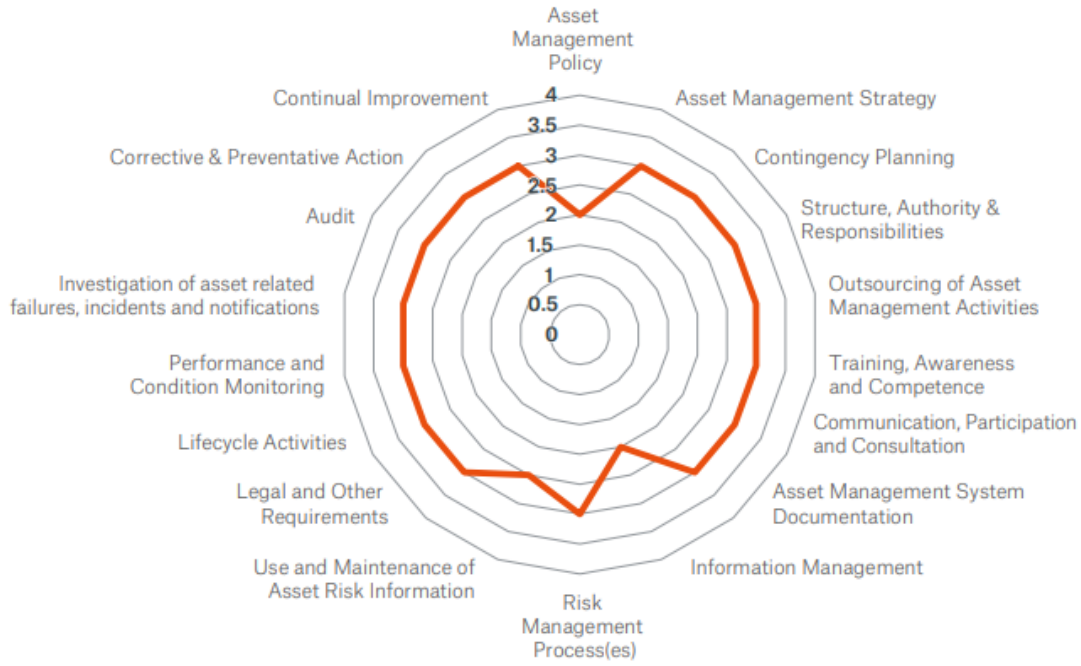 Asset
Management
Policy
Continual Improvement
Asset Management Strategy
Corrective & Preventative Action
Contingency Planning
Audit
Structure, Authority &
Responsibilities
Investigation of asset related
failures, incidents and notifications
Outsourcing of Asset
Management Activities
Performance and
Condition Monitoring
Training, Awareness
and Competence
Lifecycle Activities
Communication, Participation
and Consultation
Legal and Other
Requirements
Asset Management System
Documentation
Use and Maintenance of
Asset Risk Information
Information Management
Risk
Management
Process(es)
4
3.5
3
2.5
2
1.5
1
0.5
0